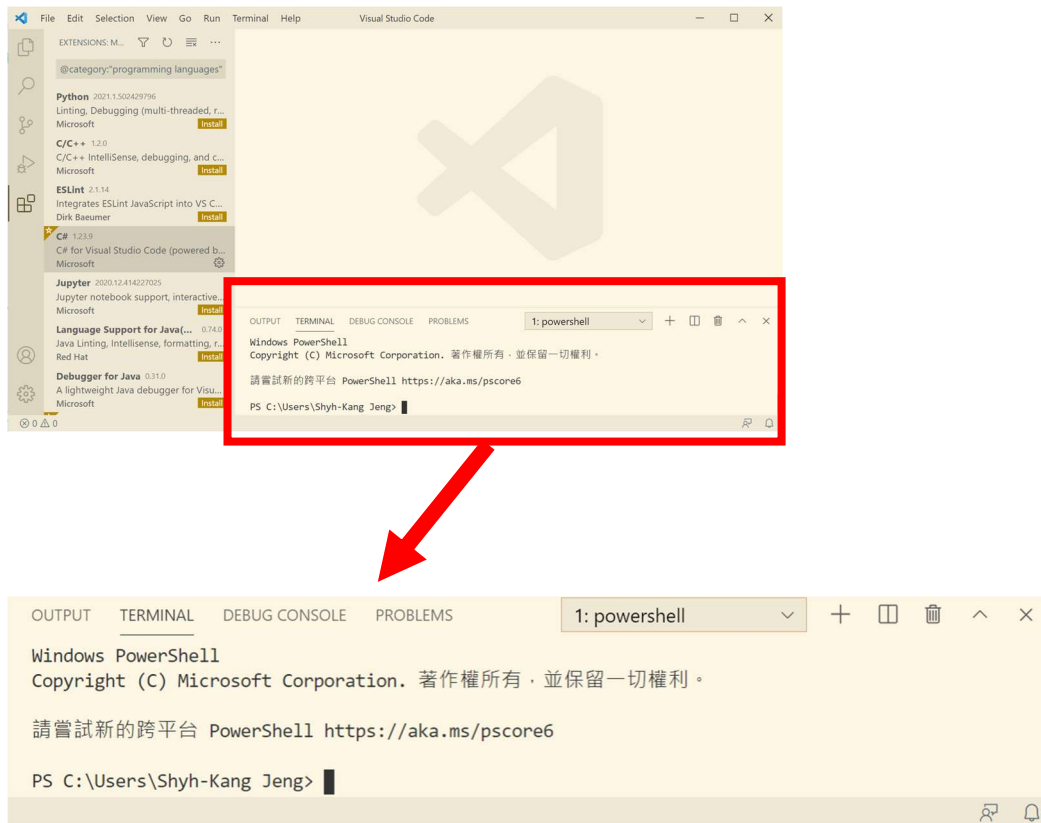 File Edit Selection View Go Run Terminal Help Visual Studio Code
EXTENSIONS: M...
@category:"programming languages"
Python 2021.1.502429796
Linting, Debugging (multi-threaded, r...
Microsoft Install
C/C++ 1.2.0
C/C++ IntelliSense, debugging, and c...
Microsoft Install
ESLint 2.1.14
Integrates ESLint JavaScript into VS C...
Dirk Baeumer Install
C# 1.23.9
C# for Visual Studio Code (powered b...
Microsoft
Jupyter 2020.12.414227025
Jupyter notebook support, interactive...
Microsoft Install
Language Support for Java(... 0.74.0
Java Linting, Intellisense, formatting, r...
Red Hat Install
Debugger for Java 0.31.0
A lightweight Java debugger for Visu...
Microsoft Install
0 0
OUTPUT TERMINAL DEBUG CONSOLE PROBLEMS 1: powershell
Windows PowerShell
Copyright (C) Microsoft Corporation. 著作權所有，並保留一切權利。
請嘗試新的跨平台 PowerShell https://aka.ms/pscore6
PS C:\Users\Shyh-Kang Jeng>
OUTPUT TERMINAL DEBUG CONSOLE PROBLEMS 1: powershell
Windows PowerShell
Copyright (C) Microsoft Corporation. 著作權所有，並保留一切權利。
請嘗試新的跨平台 PowerShell https://aka.ms/pscore6
PS C:\Users\Shyh-Kang Jeng>